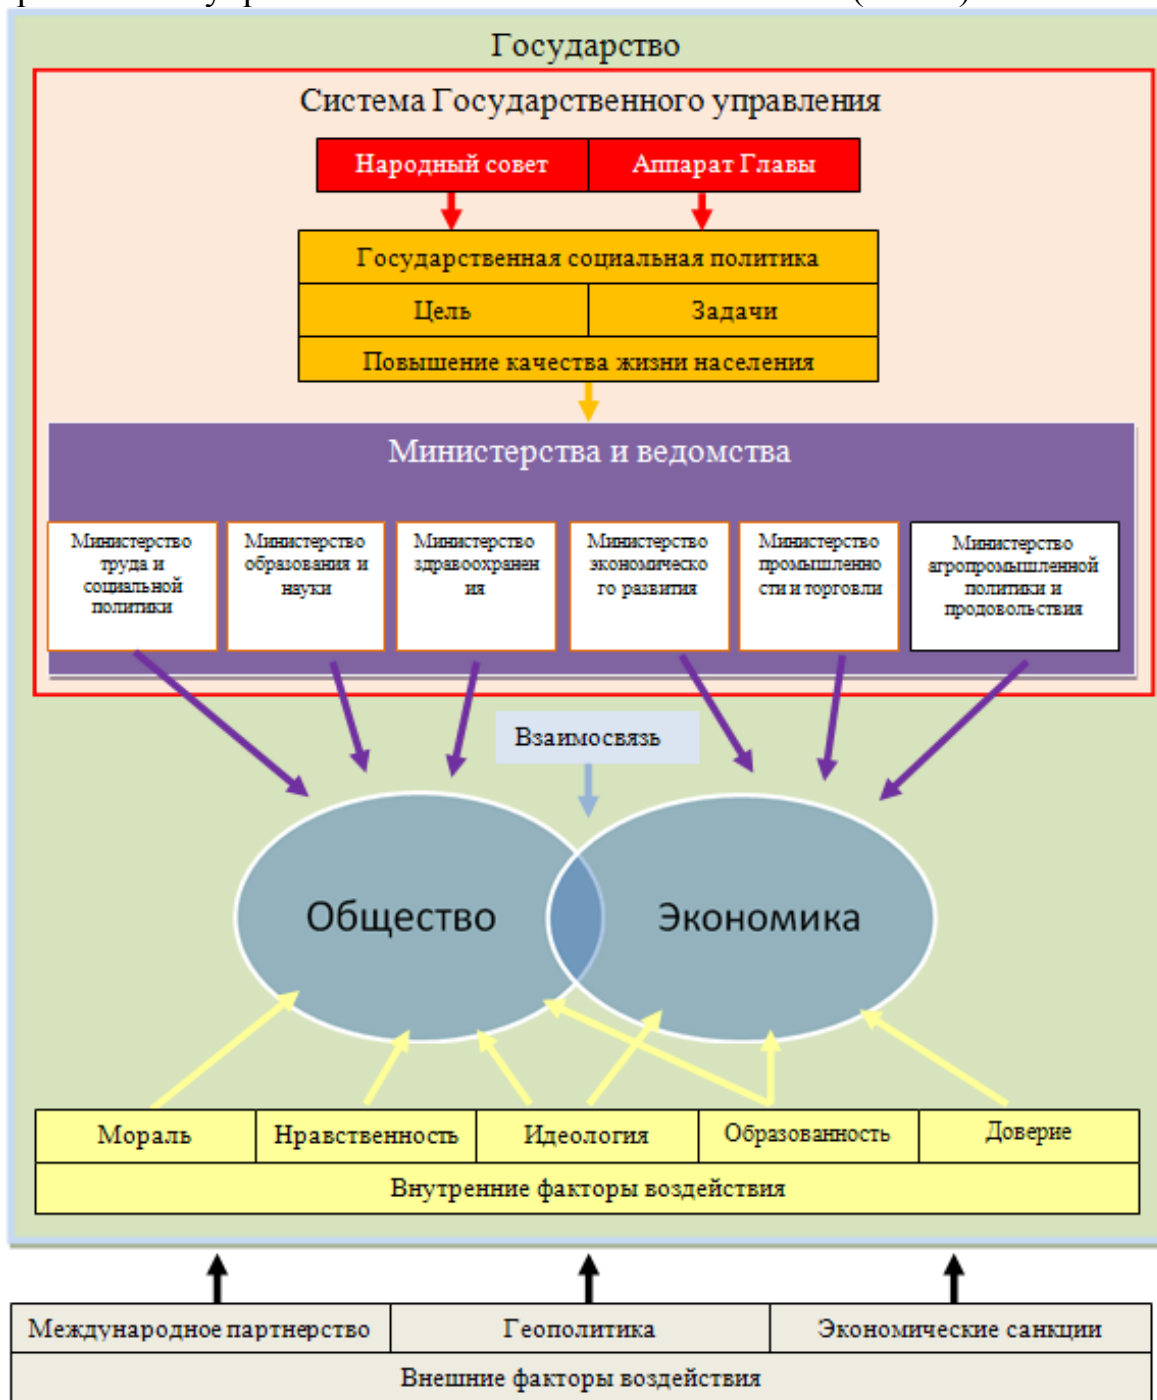 Государство
Система Государственного управления
Народный совет
Аппарат Главы
Государственная социальная политика
Цель
Задачи
Повышение качества жизни населения
Министерства и ведомства
Министерство
труда и
социальной
политики
Министерство
образования и
науки
Министерство
здравоохранен
ия
Министерство
экономическо
го развития
Министерство
промышленно
сти и торговли
Министерство
агропромышленной
политики и
продовольствия
Взаимосвязь
Общество
Экономика
Мораль
Нравственность
Идеология
Образованность
Доверие
Внутренние факторы воздействия
Международное партнерство
Геополитика
Экономические санкции
Внешние факторы воздействия